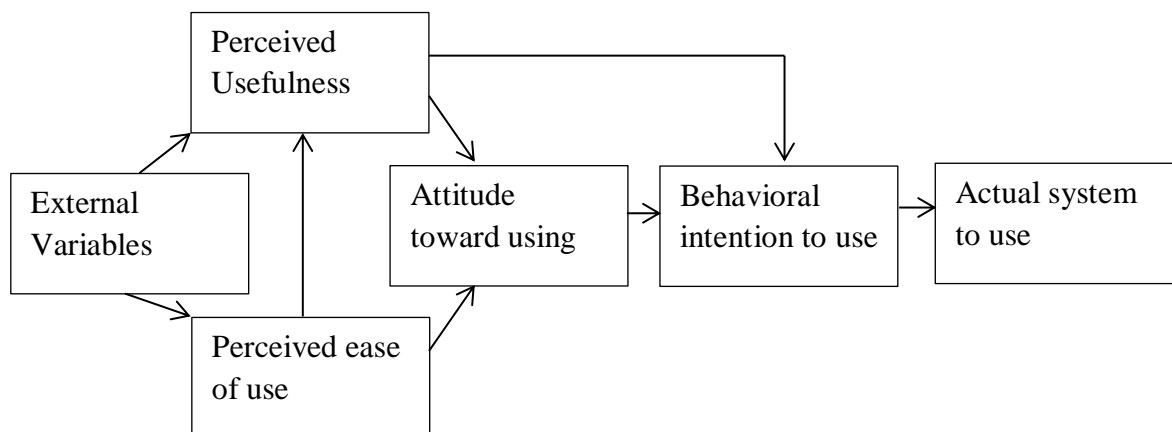 Perceived
Usefulness
External
Variables
Attitude
toward using
Behavioral
intention to use
Actual system
to use
Perceived ease
of use